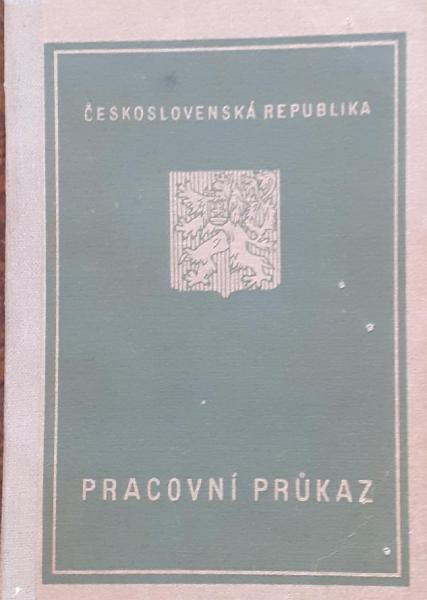 ČESKOSLOVENSKÁ REPUBLIKA
PRACOVNÍ PRŮKAZ